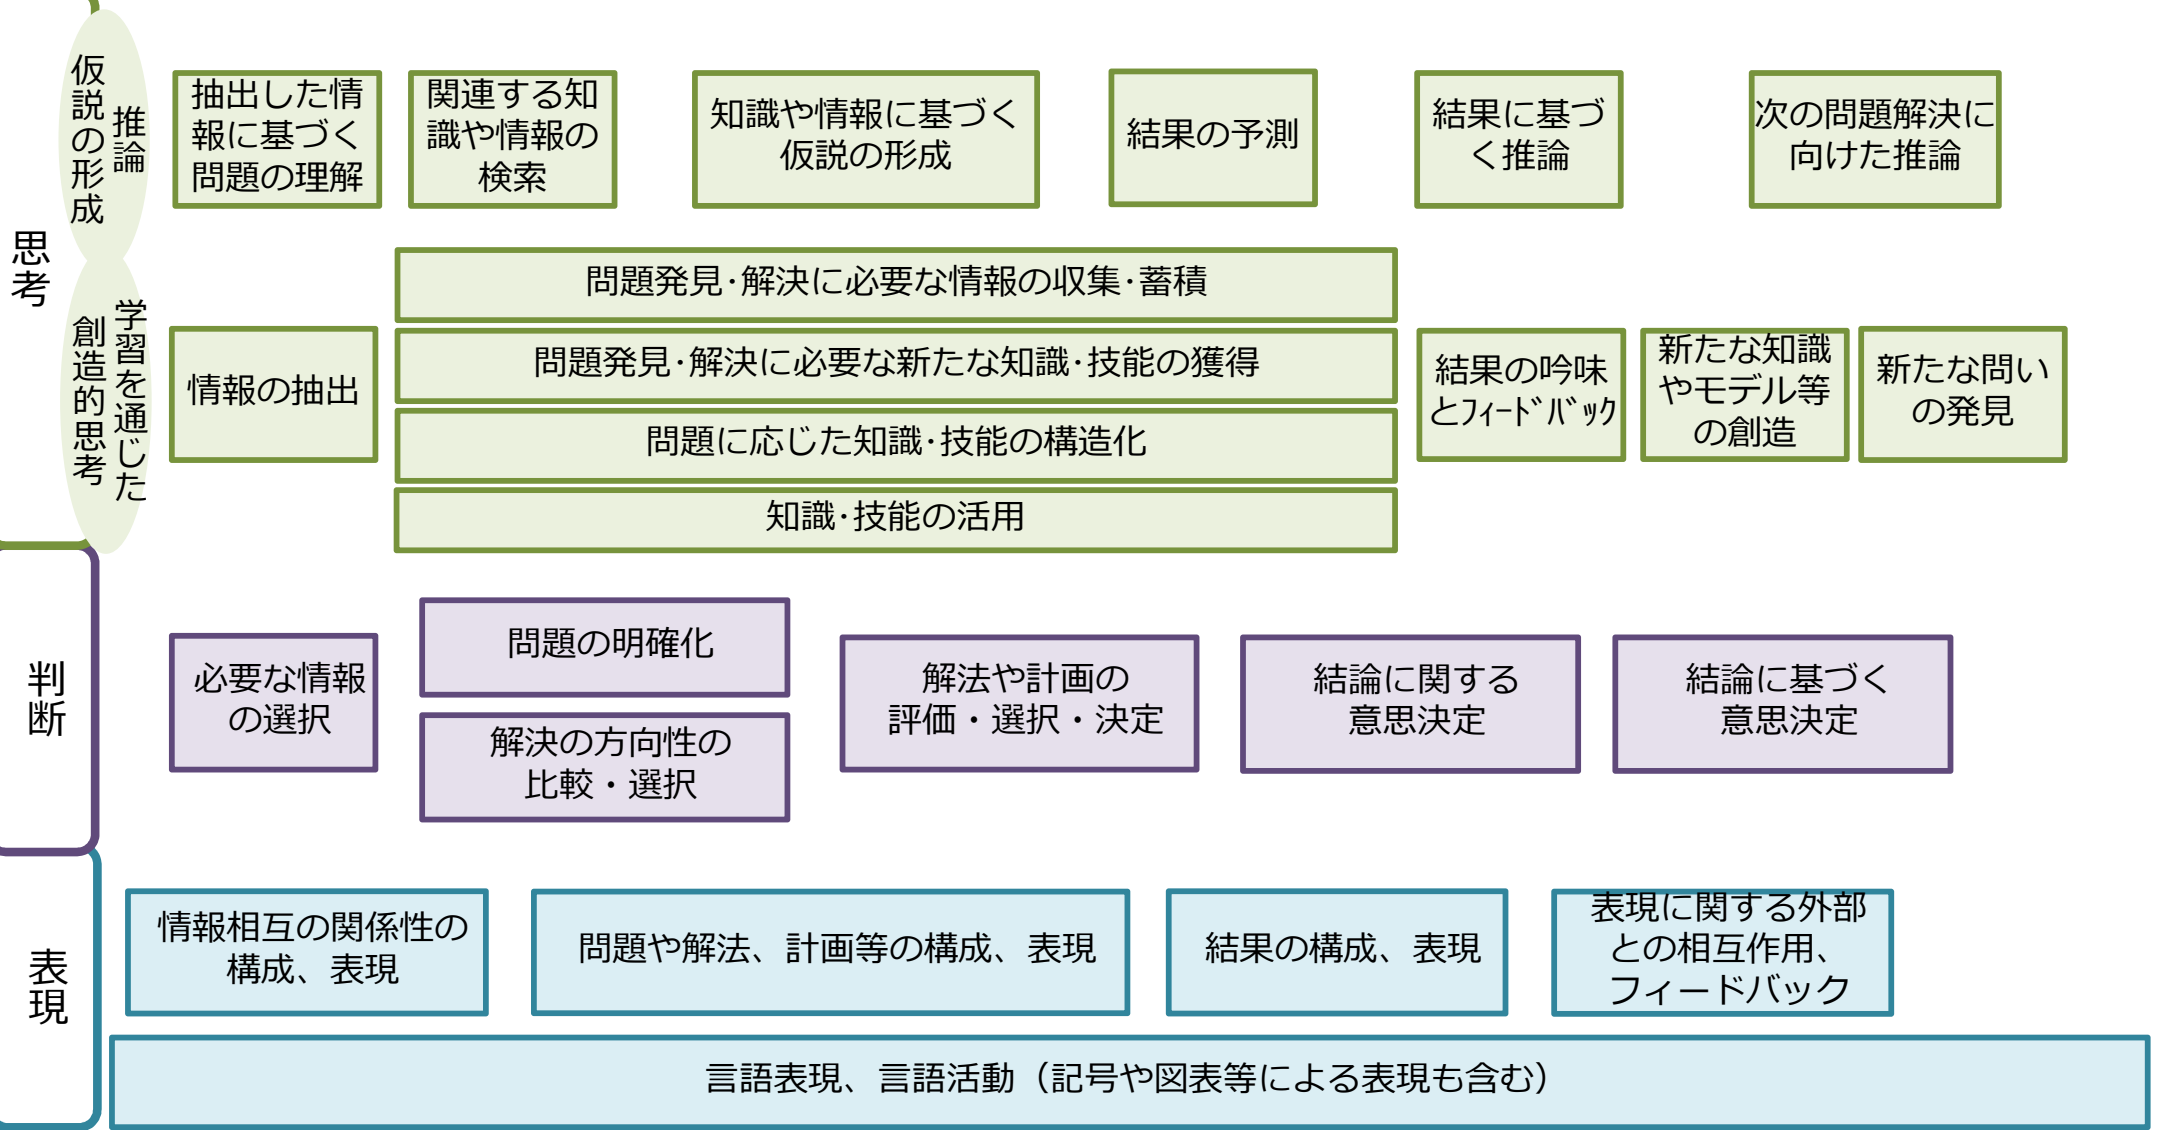 思考
仮説の形成
推論
抽出した情
報に基づく
問題の理解
関連する知
識や情報の
検索
知識や情報に基づく
仮説の形成
結果の予測
結果に基づ
く推論
次の問題解決に
向けた推論
学習を通じた
創造的思考
情報の抽出
問題発見･解決に必要な情報の収集･蓄積
問題発見･解決に必要な新たな知識･技能の獲得
問題に応じた知識･技能の構造化
知識･技能の活用
結果の吟味
とﾌｨｰﾄﾞﾊﾞｯｸ
新たな知識
やモデル等
の創造
新たな問い
の発見
判断
必要な情報
の選択
問題の明確化
解決の方向性の
比較・選択
解法や計画の
評価・選択・決定
結論に関する
意思決定
結論に基づく
意思決定
表現
情報相互の関係性の
構成、表現
問題や解法、計画等の構成、表現
結果の構成、表現
表現に関する外部
との相互作用、
フィードバック
言語表現、言語活動（記号や図表等による表現も含む）